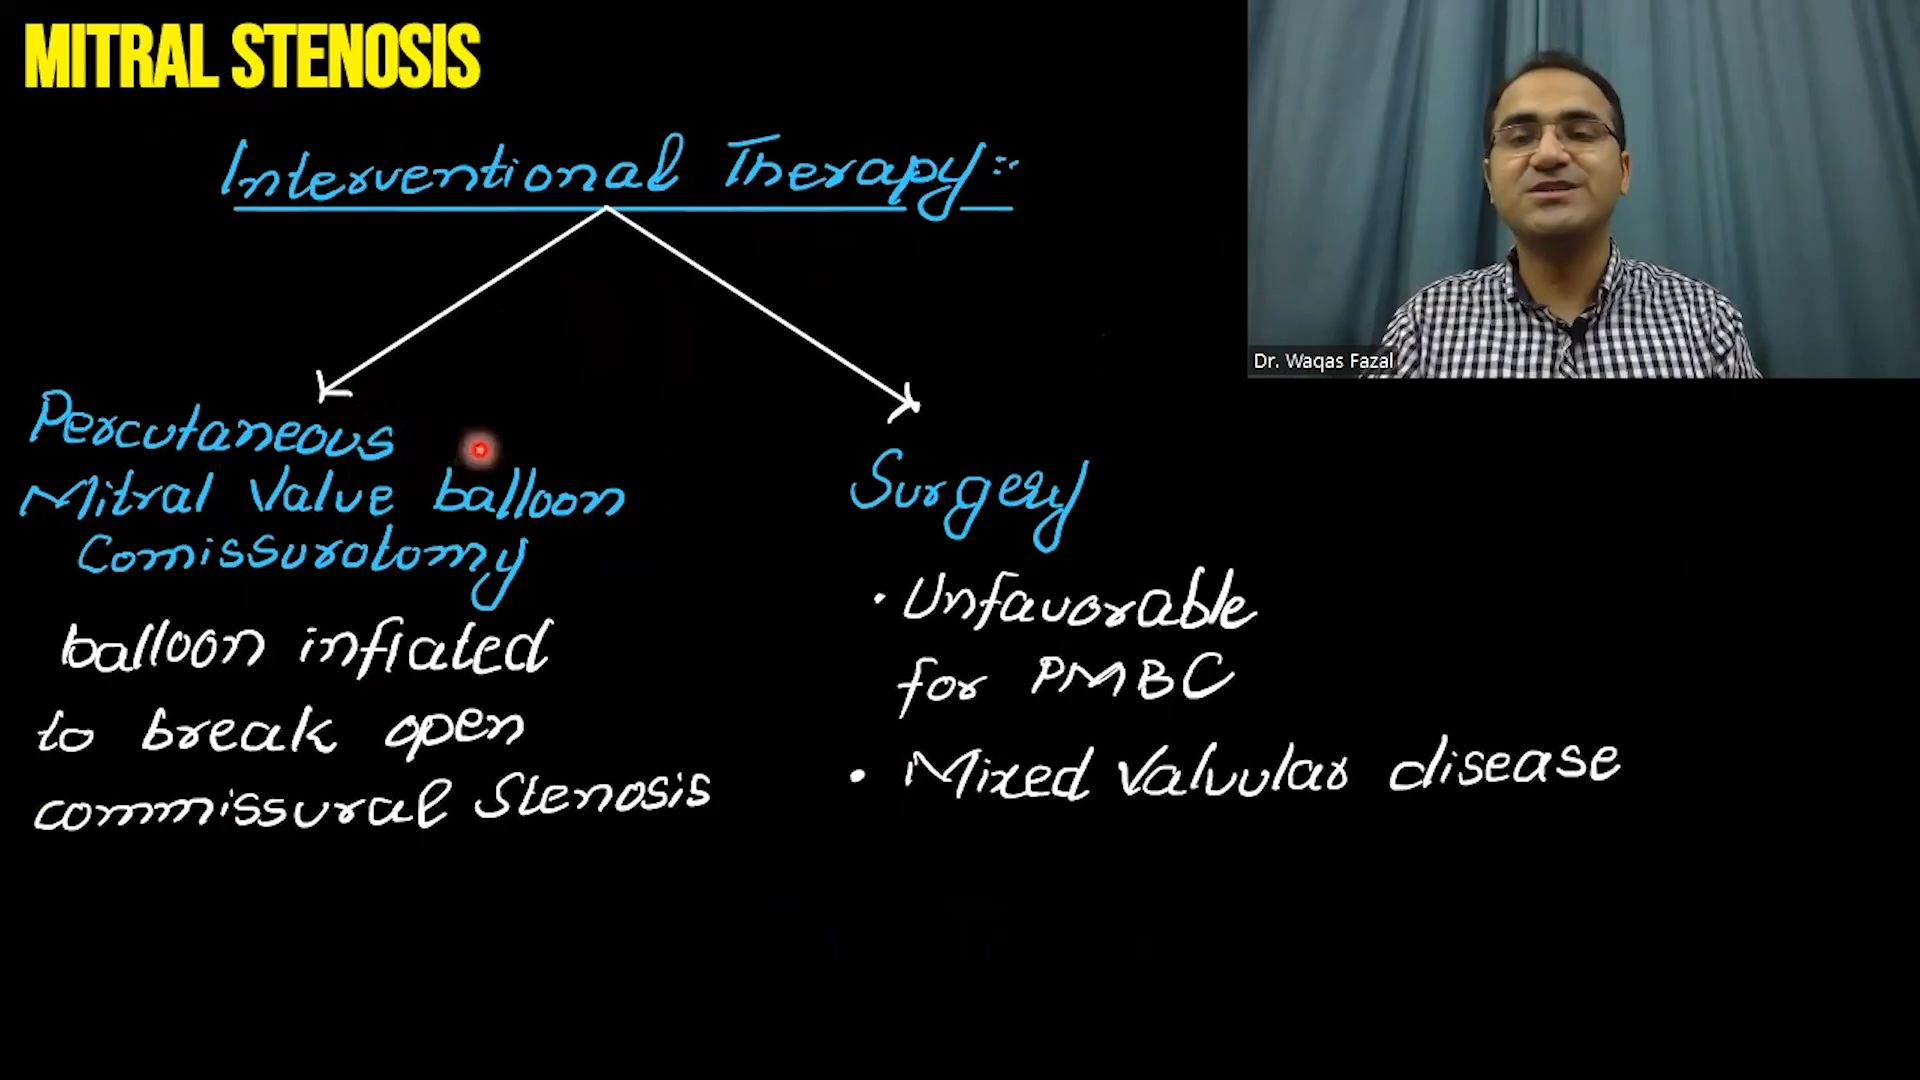 MITRAL STENOSIS
Interventional Therapy:-
Percutaneous
Mitral Valve balloon
Comissurotomy
balloon inflated
to break open
commissural Stenosis
Surgery
• Unfavorable
for PMBC
• Mixed Valvular disease
Dr. Waqas Fazal